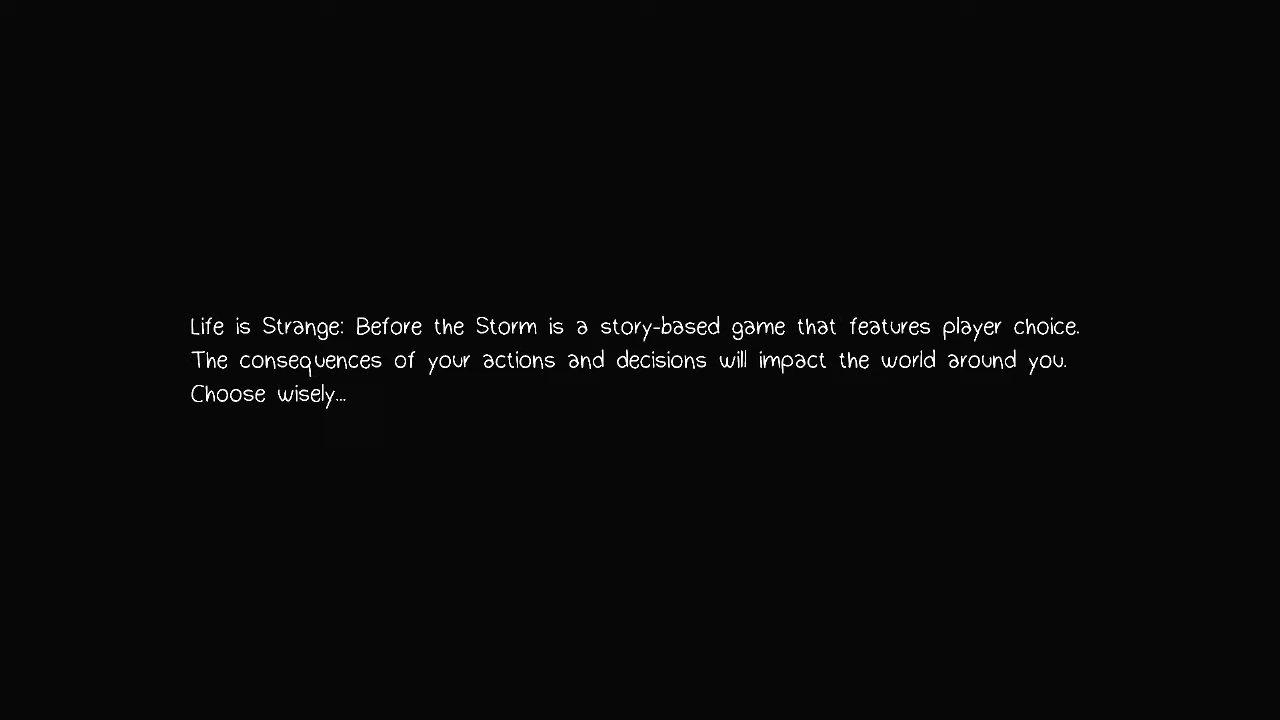 Life is Strange: Before the Storm is a story-based game that features player choice.
The consequences of your actions and decisions will impact the world around you.
Choose wisely...